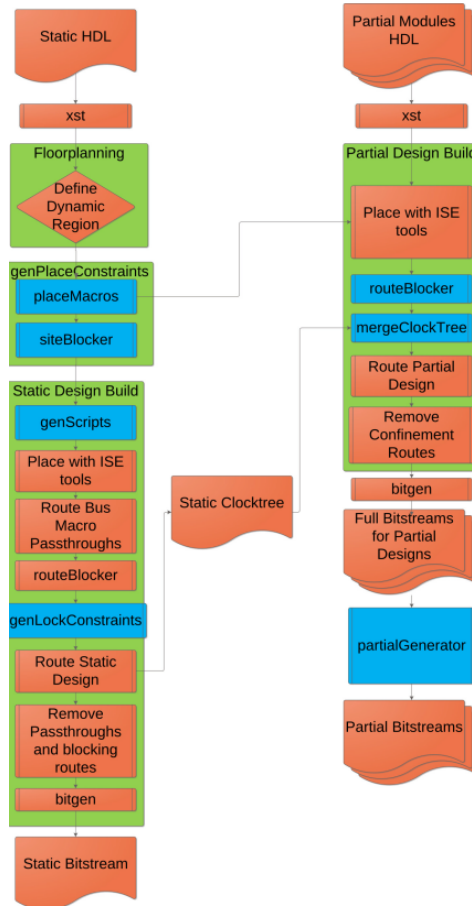 Static HDL
xst
Floorplanning
Define
Dynamic
Region
genPlaceConstraints
placeMacros
siteBlocker
Static Design Build
genScripts
Place with ISE
tools
Route Bus
Macro
Passthroughs
routeBlocker
genLockConstraints
Route Static
Design
Remove
Passthroughs
and blocking
routes
bitgen
Static Bitstream
Static Clocktree
Partial Modules
HDL
xst
Partial Design Build
Place with ISE
tools
routeBlocker
mergeClockTree
Route Partial
Design
Remove
Confinement
Routes
bitgen
Full Bitstreams
for Partial
Designs
partialGenerator
Partial Bitstreams